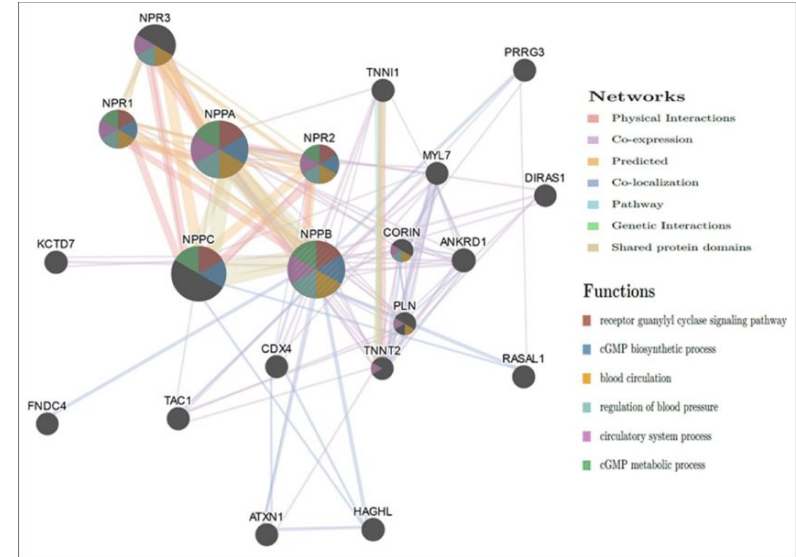 NPR3
PRRG3
TNNI1
NPR1
NPPA
NPR2
MYL7
DIRAS1
KCTD7
NPPC
NPPB
CORIN
ANKRD1
PLN
CDX4
TNNT2
RASAL1
FNDC4
TAC1
ATXN1
HAGHL
Networks
Physical Interactions
Co-expression
Predicted
Co-localization
Pathway
Genetic Interactions
Shared protein domains
Functions
receptor guanylyl cyclase signaling pathway
cGMP biosynthetic process
blood circulation
regulation of blood pressure
circulatory system process
cGMP metabolic process